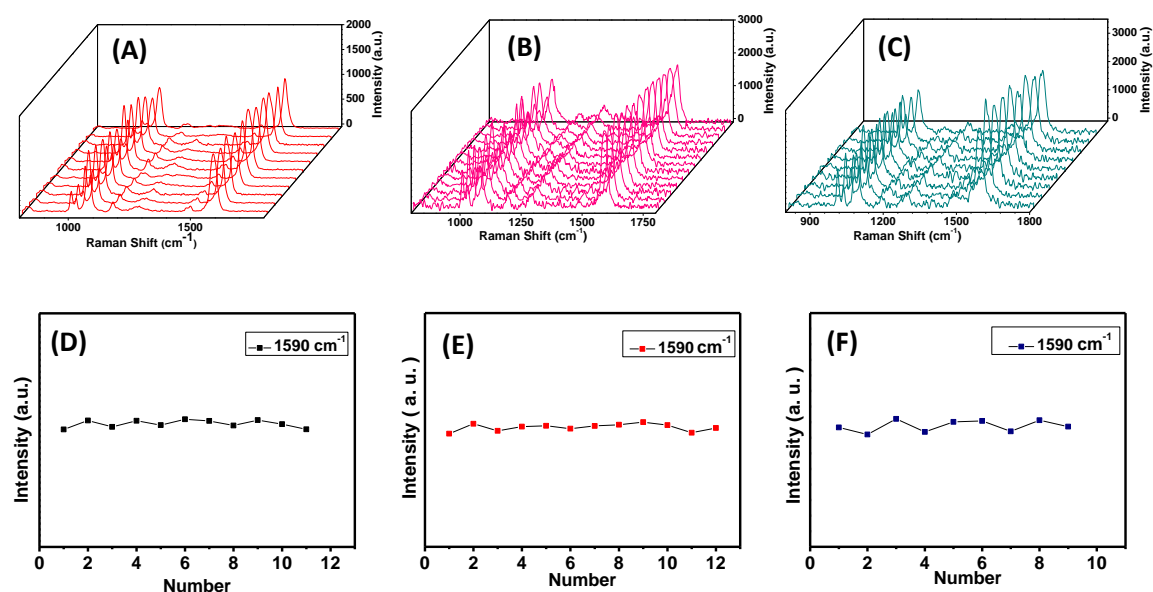 (A)
2000
1500
1000
500
0
Intensity (a.u.)
1000 1500
Raman Shift (cm-1)
(B)
3000
2000
1000
0
Intensity (a.u.)
1000 1250 1500 1750
Raman Shift (cm-1)
(C)
3000
2000
1000
0
Intensity (a.u.)
900 1200 1500 1800
Raman Shift (cm-1)
(D)
1590 cm-1
Intensity (a.u.)
0 2 4 6 8 10 12
Number
(E)
1590 cm-1
Intensity ( a. u. )
0 2 4 6 8 10 12
Number
(F)
1590 cm-1
Intensity (a. u. )
0 2 4 6 8 10
Number